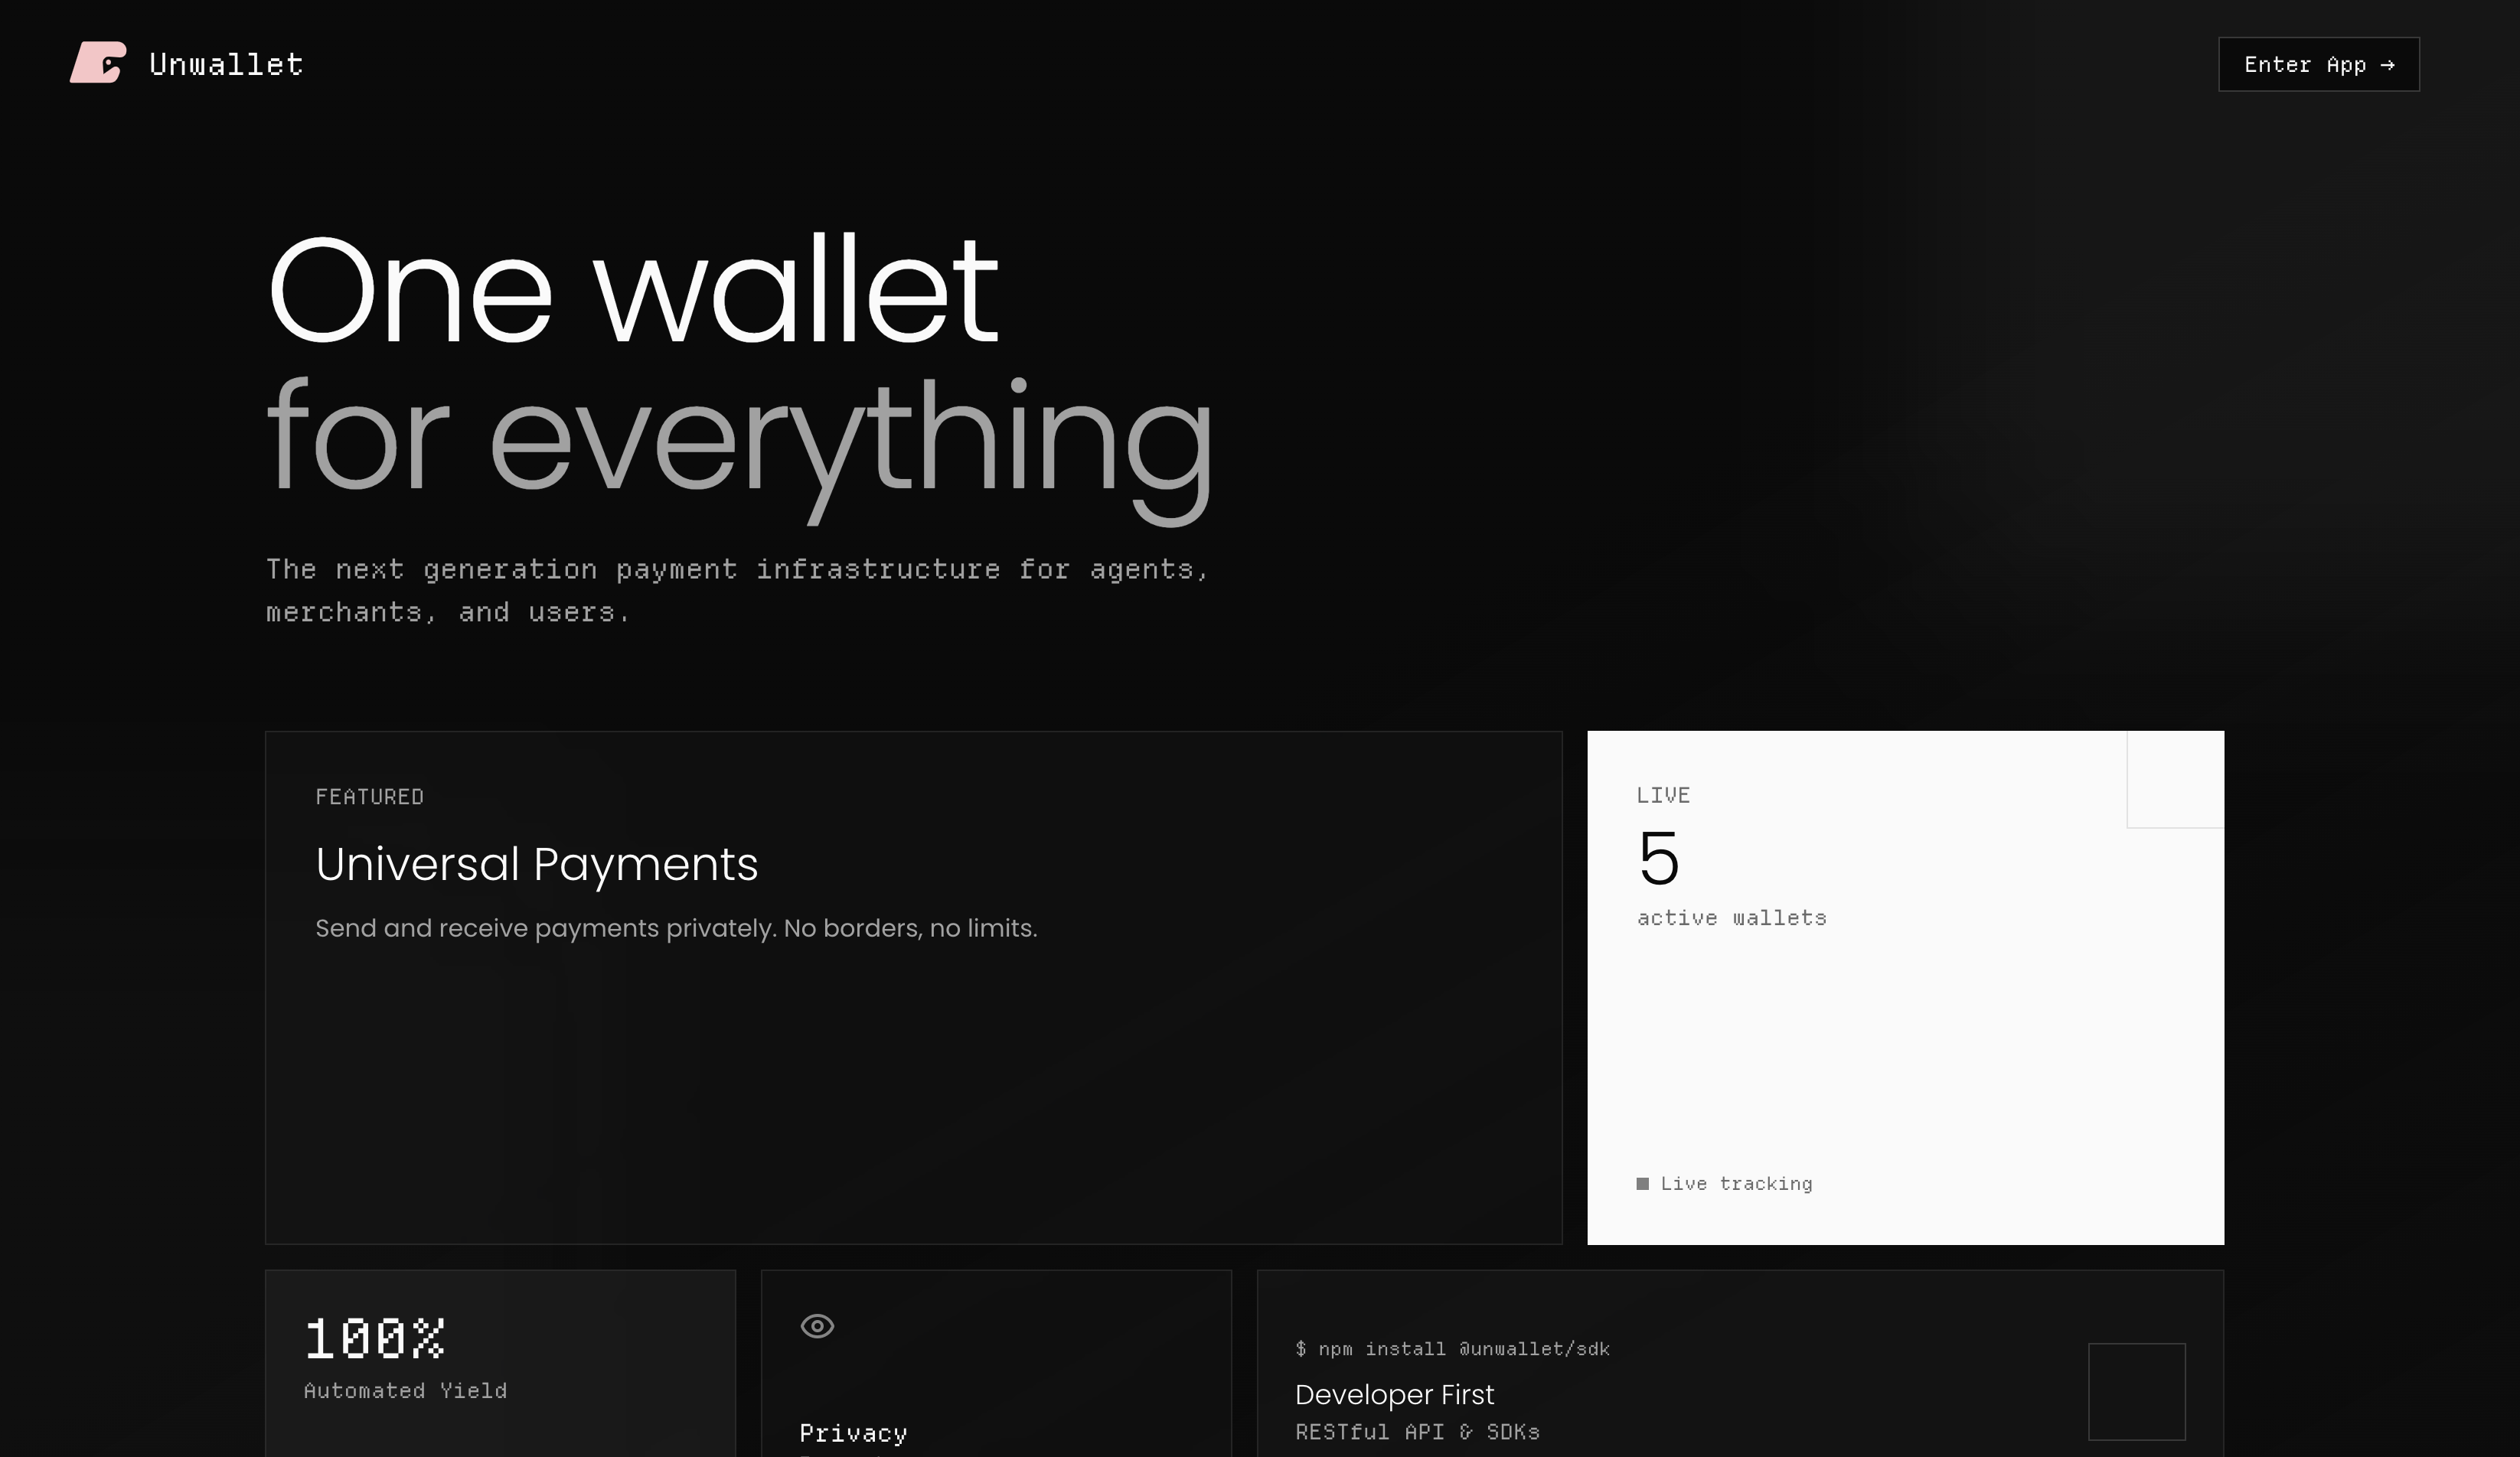 Unwallet
Enter App →
One wallet
for everything
The next generation payment infrastructure for agents,
merchants, and users.
FEATURED
Universal Payments
Send and receive payments privately. No borders, no limits.
LIVE
5
active wallets
Live tracking
100%
Automated Yield
Privacy
$ npm install @unwallet/sdk
Developer First
RESTful API & SDKs